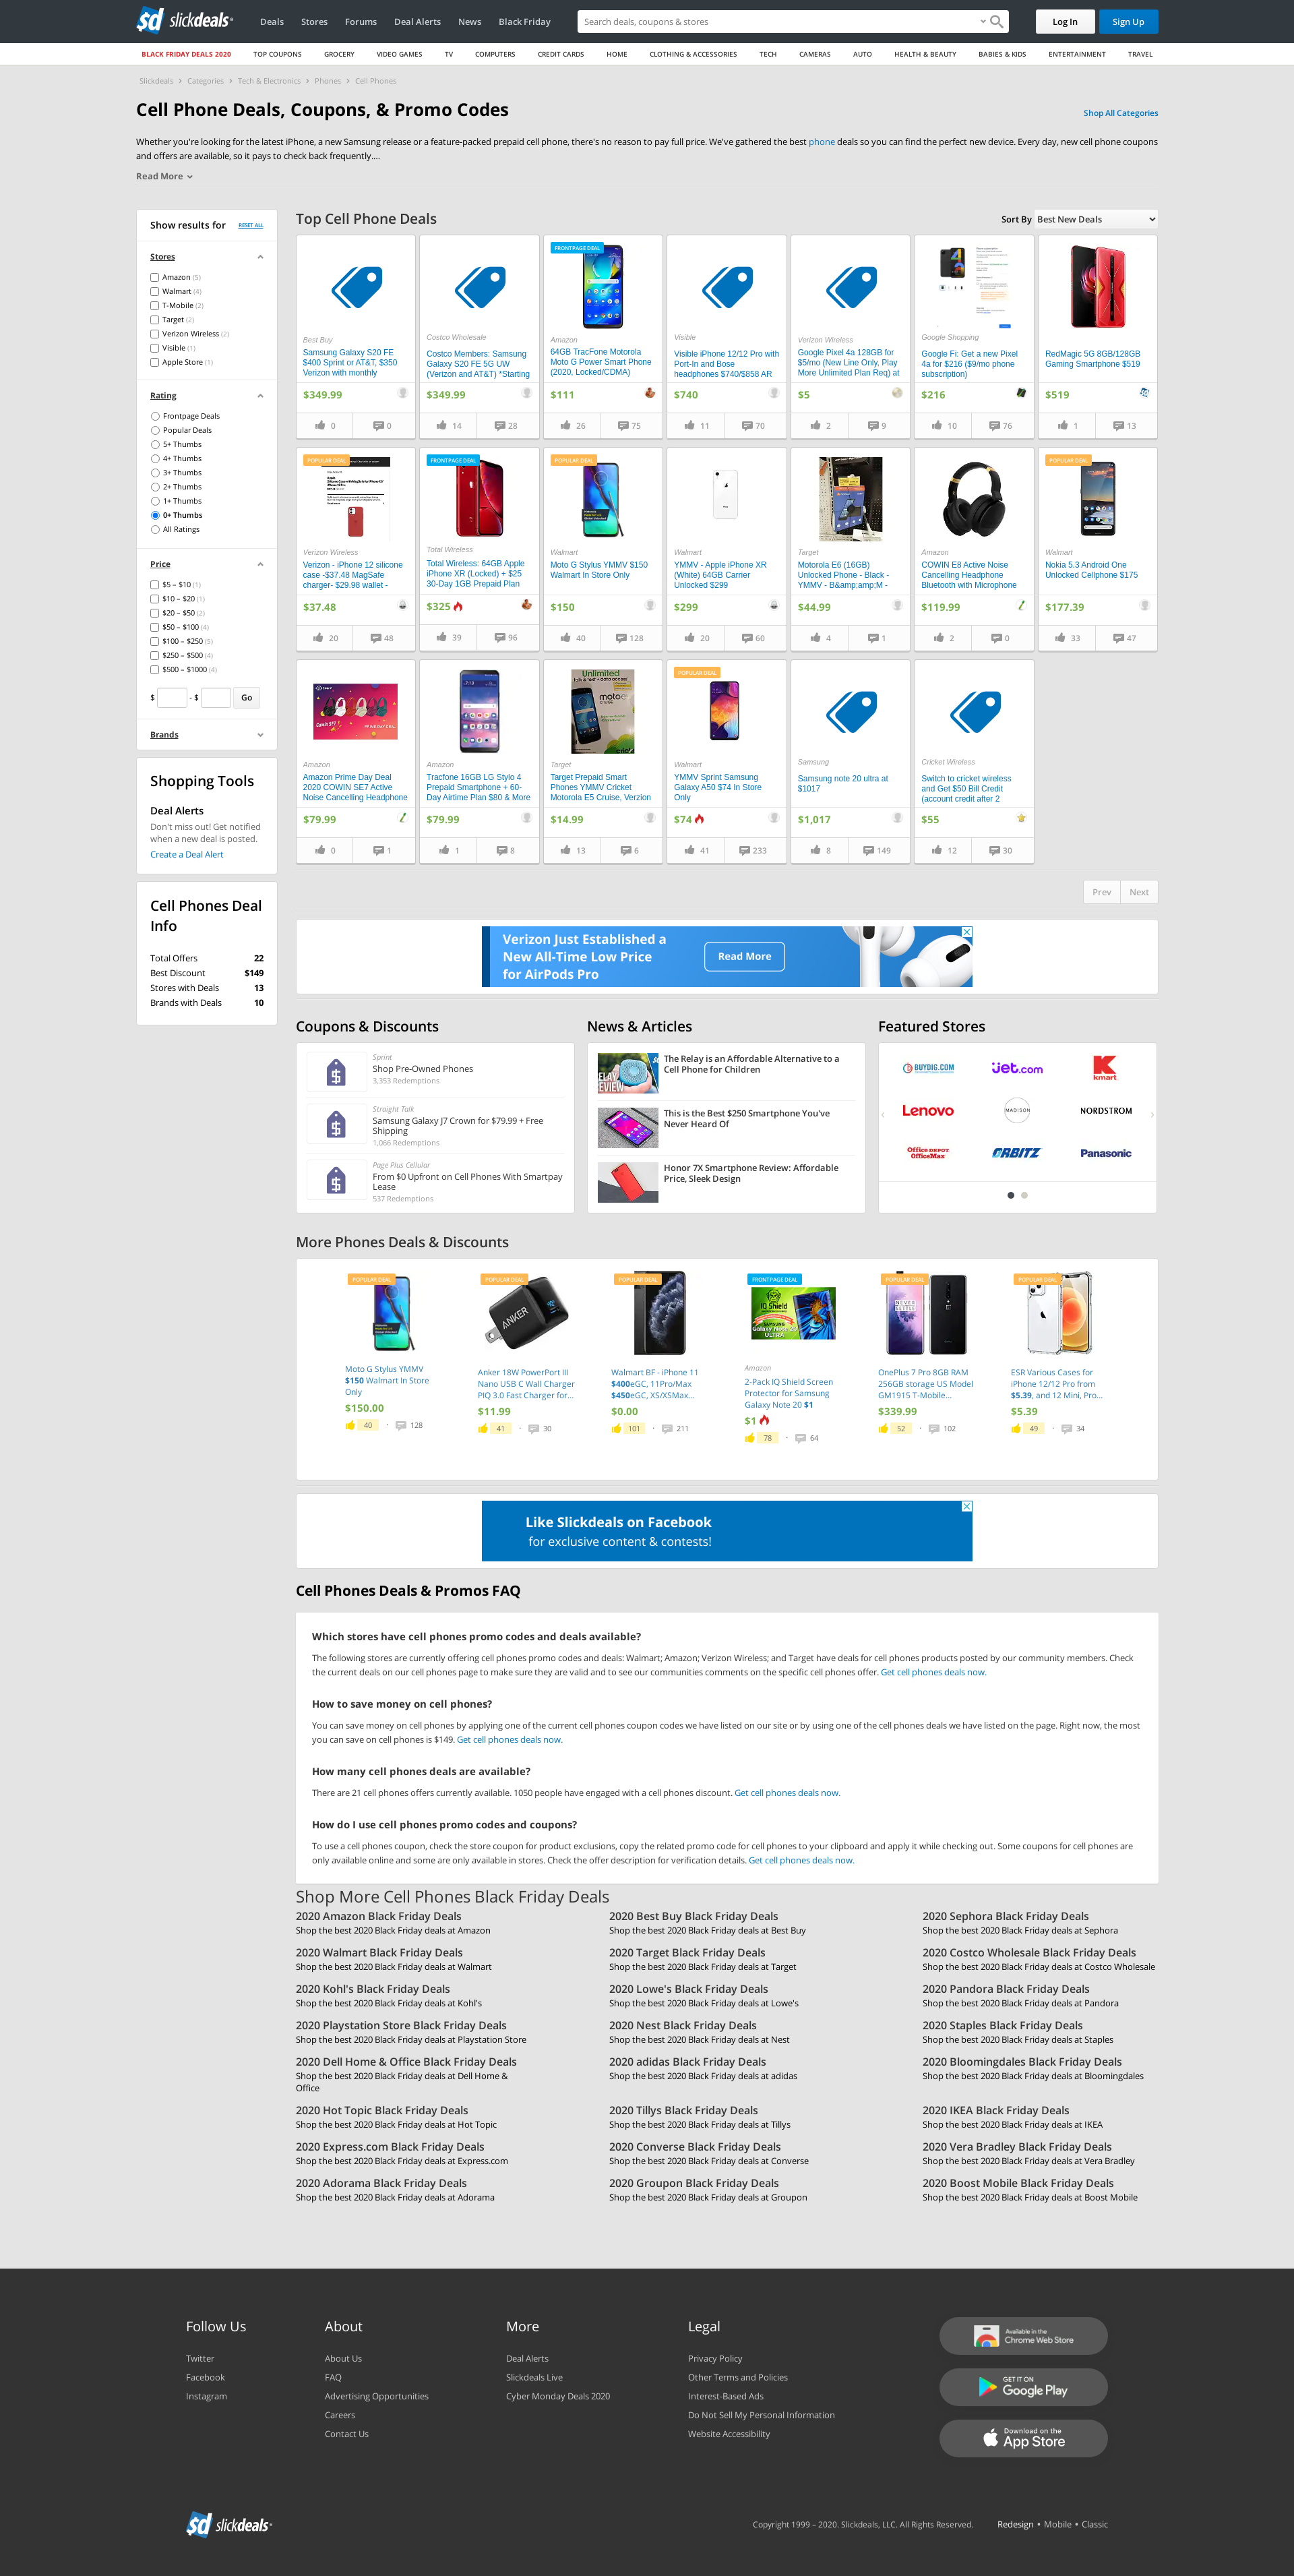 slickdeals
Deals
Stores
Forums
Deal Alerts
News
Black Friday
Search deals, coupons & stores
Log In
Sign Up
BLACK FRIDAY DEALS 2020
TOP COUPONS
GROCERY
VIDEO GAMES
TV
COMPUTERS
CREDIT CARDS
HOME
CLOTHING & ACCESSORIES
TECH
CAMERAS
AUTO
HEALTH & BEAUTY
BABIES & KIDS
ENTERTAINMENT
TRAVEL
Slickdeals › Categories › Tech & Electronics › Phones › Cell Phones
Cell Phone Deals, Coupons, & Promo Codes
Shop All Categories
Whether you're looking for the latest iPhone, a new Samsung release or a feature-packed prepaid cell phone, there's no reason to pay full price. We've gathered the best phone deals so you can find the perfect new device. Every day, new cell phone coupons
and offers are available, so it pays to check back frequently....
Read More
Show results for
RESET ALL
Stores
Amazon (5)
Walmart (4)
T-Mobile (2)
Target (2)
Verizon Wireless (2)
Visible (1)
Apple Store (1)
Rating
Frontpage Deals
Popular Deals
5+ Thumbs
4+ Thumbs
3+ Thumbs
2+ Thumbs
1+ Thumbs
0+ Thumbs
All Ratings
Price
$5 – $10 (1)
$10 – $20 (1)
$20 – $50 (2)
$50 – $100 (4)
$100 – $250 (5)
$250 – $500 (4)
$500 – $1000 (4)
$ - $ Go
Brands
Shopping Tools
Deal Alerts
Don't miss out! Get notified
when a new deal is posted.
Create a Deal Alert
Cell Phones Deal
Info
Total Offers 22
Best Discount $149
Stores with Deals 13
Brands with Deals 10
Top Cell Phone Deals
Sort By Best New Deals
Best Buy
Samsung Galaxy S20 FE
$400 Sprint or AT&T, $350
Verizon with monthly
$349.99
0 0
Costco Wholesale
Costco Members: Samsung
Galaxy S20 FE 5G UW
(Verizon and AT&T) *Starting
$349.99
14 28
FRONTPAGE DEAL
Amazon
64GB TracFone Motorola
Moto G Power Smart Phone
(2020, Locked/CDMA)
$111
26 75
Visible
Visible iPhone 12/12 Pro with
Port-In and Bose
headphones $740/$858 AR
$740
11 70
Verizon Wireless
Google Pixel 4a 128GB for
$5/mo (New Line Only, Play
More Unlimited Plan Req) at
$5
2 9
Google Shopping
Google Fi: Get a new Pixel
4a for $216 ($9/mo phone
subscription)
$216
10 76
RedMagic 5G 8GB/128GB
Gaming Smartphone $519
$519
1 13
POPULAR DEAL
Verizon Wireless
Verizon - iPhone 12 silicone
case -$37.48 MagSafe
charger- $29.98 wallet -
$37.48
20 48
FRONTPAGE DEAL
Total Wireless
Total Wireless: 64GB Apple
iPhone XR (Locked) + $25
30-Day 1GB Prepaid Plan
$325
39 96
POPULAR DEAL
Walmart
Moto G Stylus YMMV $150
Walmart In Store Only
$150
40 128
Walmart
YMMV - Apple iPhone XR
(White) 64GB Carrier
Unlocked $299
$299
20 60
Target
Motorola E6 (16GB)
Unlocked Phone - Black -
YMMV - B&amp;amp;M -
$44.99
4 1
Amazon
COWIN E8 Active Noise
Cancelling Headphone
Bluetooth with Microphone
$119.99
2 0
POPULAR DEAL
Walmart
Nokia 5.3 Android One
Unlocked Cellphone $175
$177.39
33 47
Amazon
Amazon Prime Day Deal
2020 COWIN SE7 Active
Noise Cancelling Headphone
$79.99
0 1
Amazon
Tracfone 16GB LG Stylo 4
Prepaid Smartphone + 60-
Day Airtime Plan $80 & More
$79.99
1 8
Unlimited
Target
Target Prepaid Smart
Phones YMMV Cricket
Motorola E5 Cruise, Verzion
$14.99
13 6
POPULAR DEAL
Walmart
YMMV Sprint Samsung
Galaxy A50 $74 In Store
Only
$74
41 233
Samsung
Samsung note 20 ultra at
$1017
$1,017
8 149
Cricket Wireless
Switch to cricket wireless
and Get $50 Bill Credit
(account credit after 2
$55
12 30
Prev
Next
Verizon Just Established a
New All-Time Low Price
for AirPods Pro
Read More
Coupons & Discounts
Sprint
Shop Pre-Owned Phones
3,353 Redemptions
Straight Talk
Samsung Galaxy J7 Crown for $79.99 + Free
Shipping
1,066 Redemptions
Page Plus Cellular
From $0 Upfront on Cell Phones With Smartpay
Lease
537 Redemptions
News & Articles
The Relay is an Affordable Alternative to a
Cell Phone for Children
This is the Best $250 Smartphone You've
Never Heard Of
Honor 7X Smartphone Review: Affordable
Price, Sleek Design
Featured Stores
BUYDIG.COM
jet.com
kmart
Lenovo
MADISON
NORDSTROM
Office DEPOT
OfficeMax
ORBITZ
Panasonic
More Phones Deals & Discounts
POPULAR DEAL
Moto G Stylus YMMV
$150 Walmart In Store
Only
$150.00
40 · 128
POPULAR DEAL
ANKER
Anker 18W PowerPort III
Nano USB C Wall Charger
PIQ 3.0 Fast Charger for...
$11.99
41 · 30
POPULAR DEAL
Walmart BF - iPhone 11
$400eGC, 11Pro/Max
$450eGC, XS/XSMax...
$0.00
101 · 211
FRONTPAGE DEAL
IQ Shield
Galaxy Note 20
ULTRA
Amazon
2-Pack IQ Shield Screen
Protector for Samsung
Galaxy Note 20 $1
$1
78 · 64
POPULAR DEAL
OnePlus 7 Pro 8GB RAM
256GB storage US Model
GM1915 T-Mobile...
$339.99
52 · 102
POPULAR DEAL
ESR Various Cases for
iPhone 12/12 Pro from
$5.39, and 12 Mini, Pro...
$5.39
49 · 34
Like Slickdeals on Facebook
for exclusive content & contests!
Cell Phones Deals & Promos FAQ
Which stores have cell phones promo codes and deals available?
The following stores are currently offering cell phones promo codes and deals: Walmart; Amazon; Verizon Wireless; and Target have deals for cell phones products posted by our community members. Check
the current deals on our cell phones page to make sure they are valid and to see our communities comments on the specific cell phones offer. Get cell phones deals now.
How to save money on cell phones?
You can save money on cell phones by applying one of the current cell phones coupon codes we have listed on our site or by using one of the cell phones deals we have listed on the page. Right now, the most
you can save on cell phones is $149. Get cell phones deals now.
How many cell phones deals are available?
There are 21 cell phones offers currently available. 1050 people have engaged with a cell phones discount. Get cell phones deals now.
How do I use cell phones promo codes and coupons?
To use a cell phones coupon, check the store coupon for product exclusions, copy the related promo code for cell phones to your clipboard and apply it while checking out. Some coupons for cell phones are
only available online and some are only available in stores. Check the offer description for verification details. Get cell phones deals now.
Shop More Cell Phones Black Friday Deals
2020 Amazon Black Friday Deals
Shop the best 2020 Black Friday deals at Amazon
2020 Best Buy Black Friday Deals
Shop the best 2020 Black Friday deals at Best Buy
2020 Sephora Black Friday Deals
Shop the best 2020 Black Friday deals at Sephora
2020 Walmart Black Friday Deals
Shop the best 2020 Black Friday deals at Walmart
2020 Target Black Friday Deals
Shop the best 2020 Black Friday deals at Target
2020 Costco Wholesale Black Friday Deals
Shop the best 2020 Black Friday deals at Costco Wholesale
2020 Kohl's Black Friday Deals
Shop the best 2020 Black Friday deals at Kohl's
2020 Lowe's Black Friday Deals
Shop the best 2020 Black Friday deals at Lowe's
2020 Pandora Black Friday Deals
Shop the best 2020 Black Friday deals at Pandora
2020 Playstation Store Black Friday Deals
Shop the best 2020 Black Friday deals at Playstation Store
2020 Nest Black Friday Deals
Shop the best 2020 Black Friday deals at Nest
2020 Staples Black Friday Deals
Shop the best 2020 Black Friday deals at Staples
2020 Dell Home & Office Black Friday Deals
Shop the best 2020 Black Friday deals at Dell Home &
Office
2020 adidas Black Friday Deals
Shop the best 2020 Black Friday deals at adidas
2020 Bloomingdales Black Friday Deals
Shop the best 2020 Black Friday deals at Bloomingdales
2020 Hot Topic Black Friday Deals
Shop the best 2020 Black Friday deals at Hot Topic
2020 Tillys Black Friday Deals
Shop the best 2020 Black Friday deals at Tillys
2020 IKEA Black Friday Deals
Shop the best 2020 Black Friday deals at IKEA
2020 Express.com Black Friday Deals
Shop the best 2020 Black Friday deals at Express.com
2020 Converse Black Friday Deals
Shop the best 2020 Black Friday deals at Converse
2020 Vera Bradley Black Friday Deals
Shop the best 2020 Black Friday deals at Vera Bradley
2020 Adorama Black Friday Deals
Shop the best 2020 Black Friday deals at Adorama
2020 Groupon Black Friday Deals
Shop the best 2020 Black Friday deals at Groupon
2020 Boost Mobile Black Friday Deals
Shop the best 2020 Black Friday deals at Boost Mobile
Follow Us
Twitter
Facebook
Instagram
About
About Us
FAQ
Advertising Opportunities
Careers
Contact Us
More
Deal Alerts
Slickdeals Live
Cyber Monday Deals 2020
Legal
Privacy Policy
Other Terms and Policies
Interest-Based Ads
Do Not Sell My Personal Information
Website Accessibility
Available in the
Chrome Web Store
GET IT ON
Google Play
Download on the
App Store
slickdeals
Copyright 1999 – 2020. Slickdeals, LLC. All Rights Reserved.
Redesign • Mobile • Classic